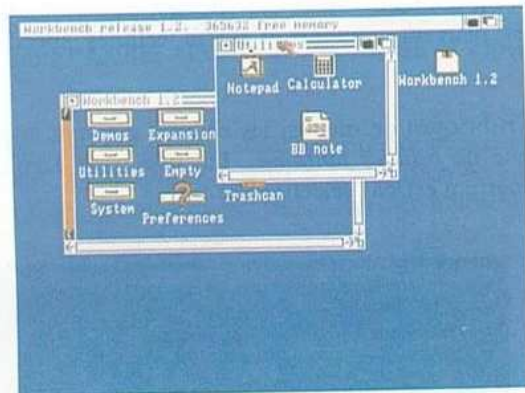 Workbench release 1.2. 365632 free memory
Utilities
Notepad
Calculator
BB note
Workbench 1.2
Workbench 1.2
Demos
Expansion
Utilities
Empty
System
Preferences
Trashcan